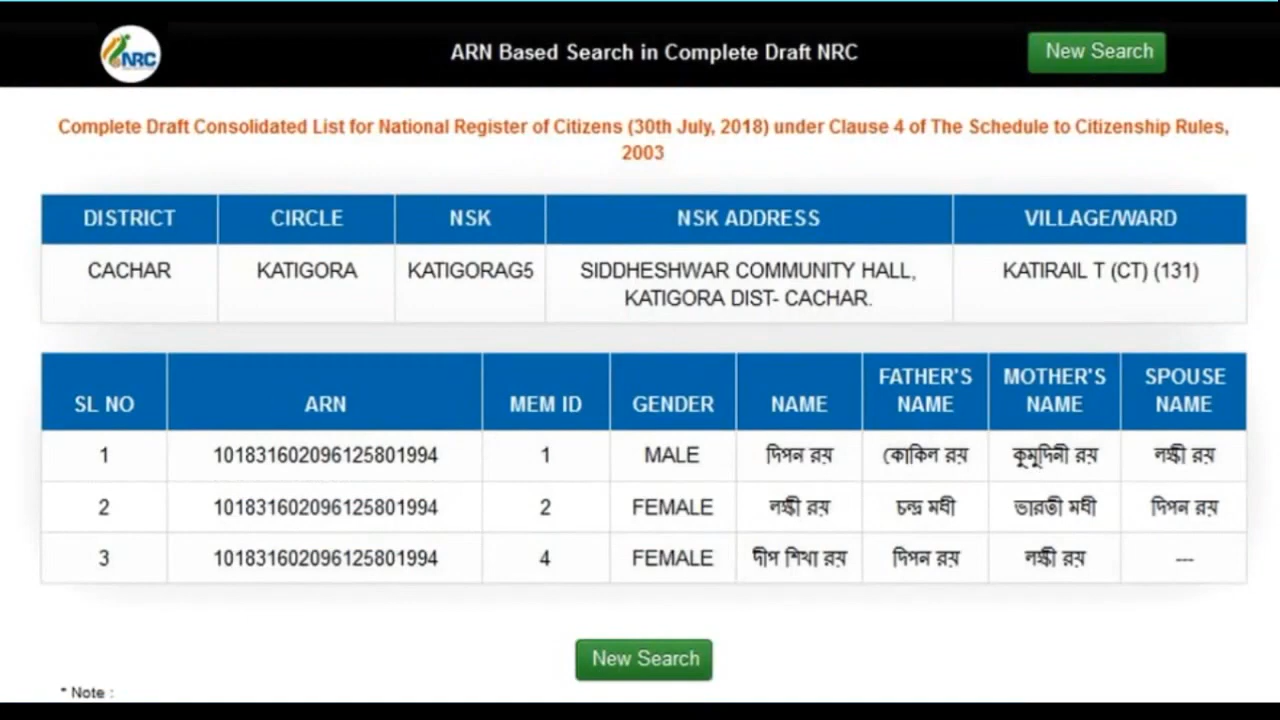 NRC
ARN Based Search in Complete Draft NRC
New Search
Complete Draft Consolidated List for National Register of Citizens (30th July, 2018) under Clause 4 of The Schedule to Citizenship Rules,
2003
DISTRICT CIRCLE NSK NSK ADDRESS VILLAGE/WARD
CACHAR KATIGORA KATIGORAG5 SIDDHESHWAR COMMUNITY HALL, KATIRAIL T (CT) (131)
KATIGORA DIST- CACHAR.
FATHER'S MOTHER'S SPOUSE
SL NO ARN MEM ID GENDER NAME NAME NAME NAME
1 101831602096125801994 1 MALE দিপন রয় কোকিল রয় কুমুদিনী রয় লক্ষী রয়
2 101831602096125801994 2 FEMALE লক্ষী রয় চন্দ্র মধী ভারতী মধী দিপন রয়
3 101831602096125801994 4 FEMALE দীপ শিখা রয় দিপন রয় লক্ষী রয় ---
New Search
* Note :